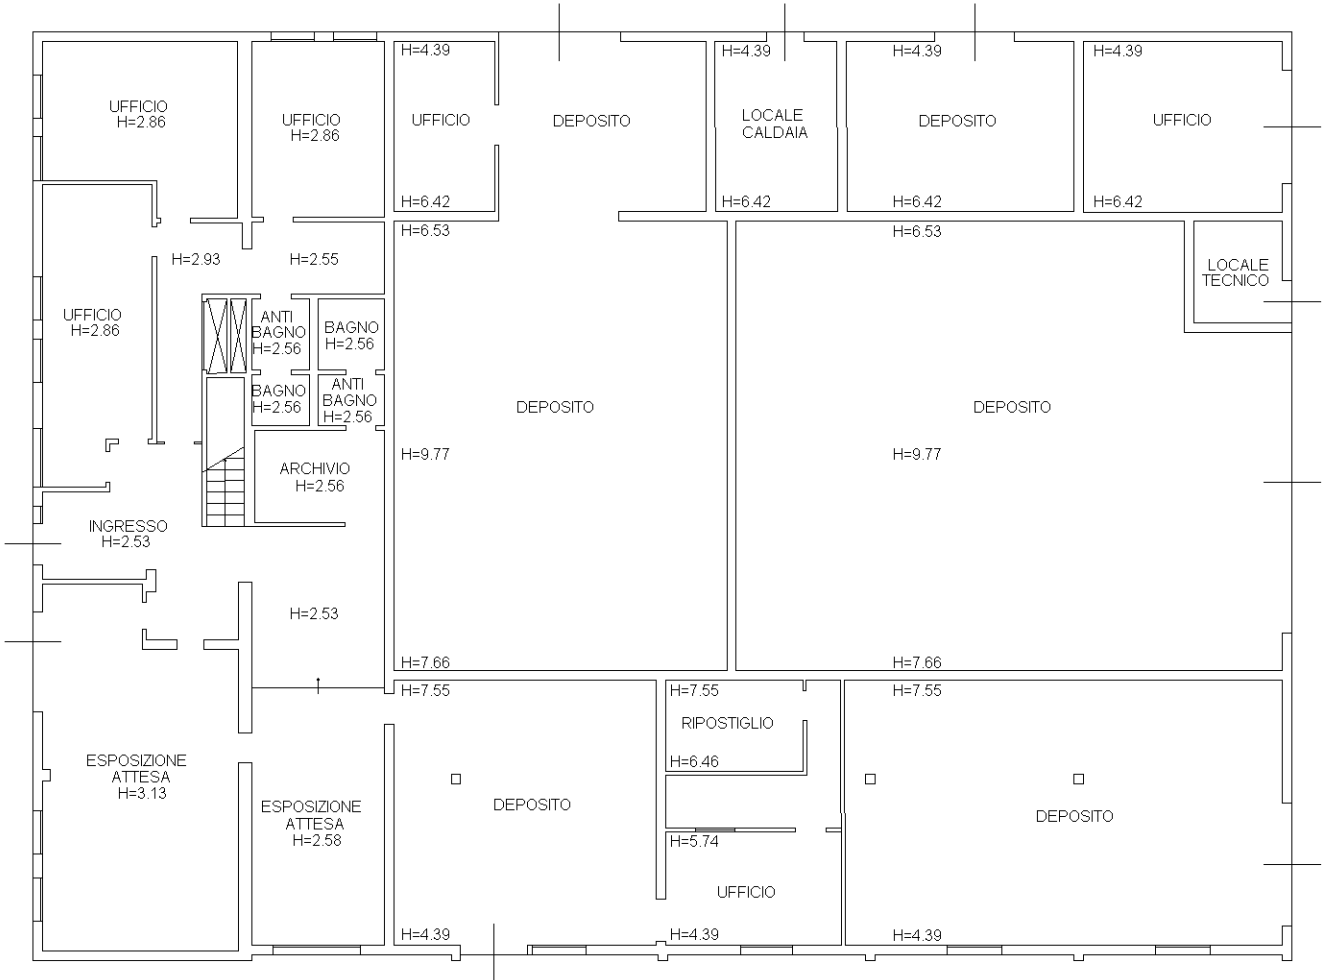 H=4.39
H=4.39
H=4.39
H=4.39
UFFICIO
H=2.86
UFFICIO
H=2.86
UFFICIO
DEPOSITO
LOCALE
CALDAIA
DEPOSITO
UFFICIO
H=6.42
H=6.42
H=6.42
H=6.42
H=6.53
H=6.53
H=2.93
H=2.55
LOCALE
TECNICO
UFFICIO
H=2.86
ANTI
BAGNO
H=2.56
BAGNO
H=2.56
BAGNO
H=2.56
ANTI
BAGNO
H=2.56
DEPOSITO
DEPOSITO
H=9.77
H=9.77
ARCHIVIO
H=2.56
INGRESSO
H=2.53
H=2.53
H=7.66
H=7.66
H=7.55
H=7.55
H=7.55
RIPOSTIGLIO
H=6.46
ESPOSIZIONE
ATTESA
H=3.13
ESPOSIZIONE
ATTESA
H=2.58
DEPOSITO
DEPOSITO
H=5.74
UFFICIO
H=4.39
H=4.39
H=4.39